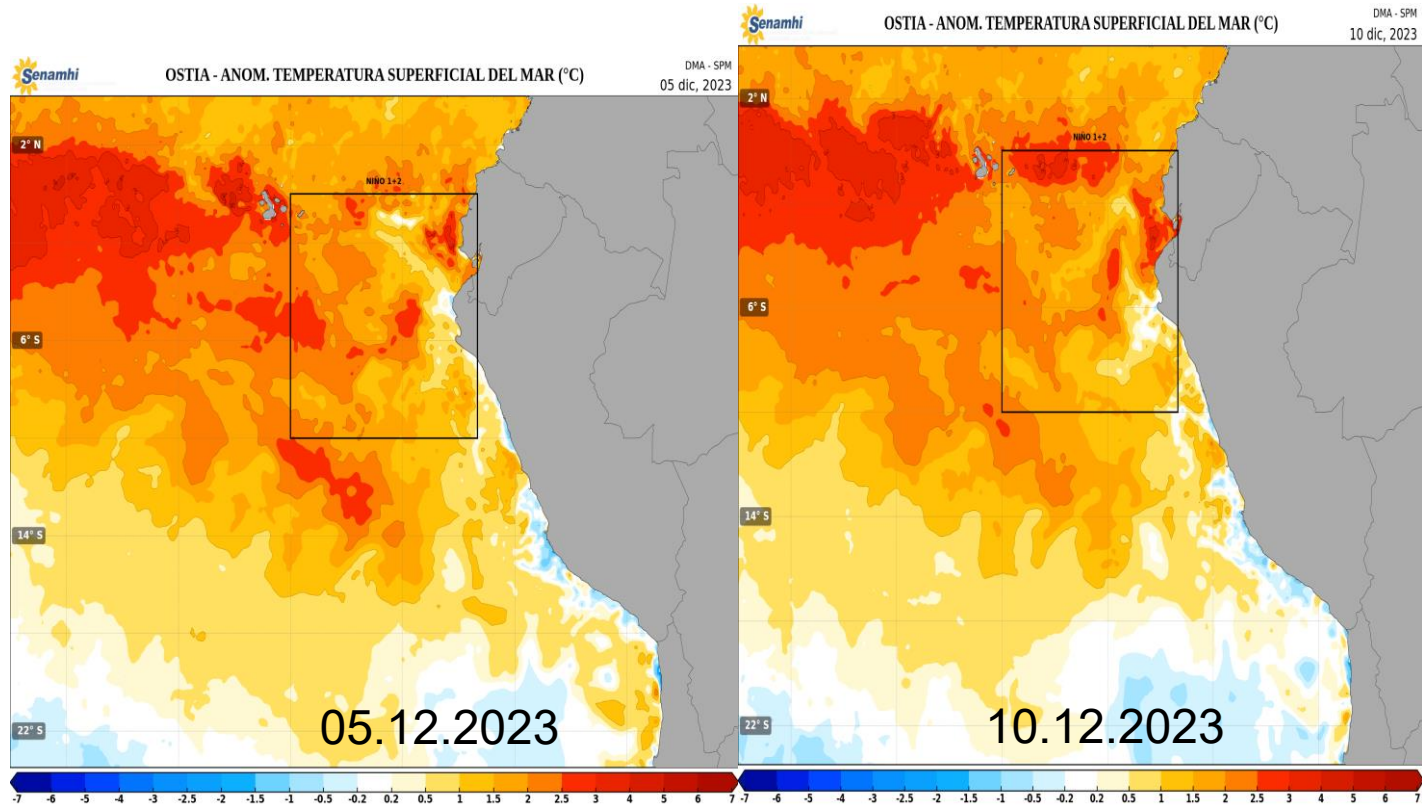 Senamhi
OSTIA - ANOM. TEMPERATURA SUPERFICIAL DEL MAR (°C)
DMA - SPM
05 dic, 2023
2° N
NIÑO 1+2
6° S
14° S
22° S
05.12.2023
-7 -6 -5 -4 -3 -2.5 -2 -1.5 -1 -0.5 -0.2 0.2 0.5 1 1.5 2 2.5 3 4 5 6 7
Senamhi
OSTIA - ANOM. TEMPERATURA SUPERFICIAL DEL MAR (°C)
DMA - SPM
10 dic, 2023
2° N
NIÑO 1+2
6° S
14° S
22° S
10.12.2023
-7 -6 -5 -4 -3 -2.5 -2 -1.5 -1 -0.5 -0.2 0.2 0.5 1 1.5 2 2.5 3 4 5 6 7